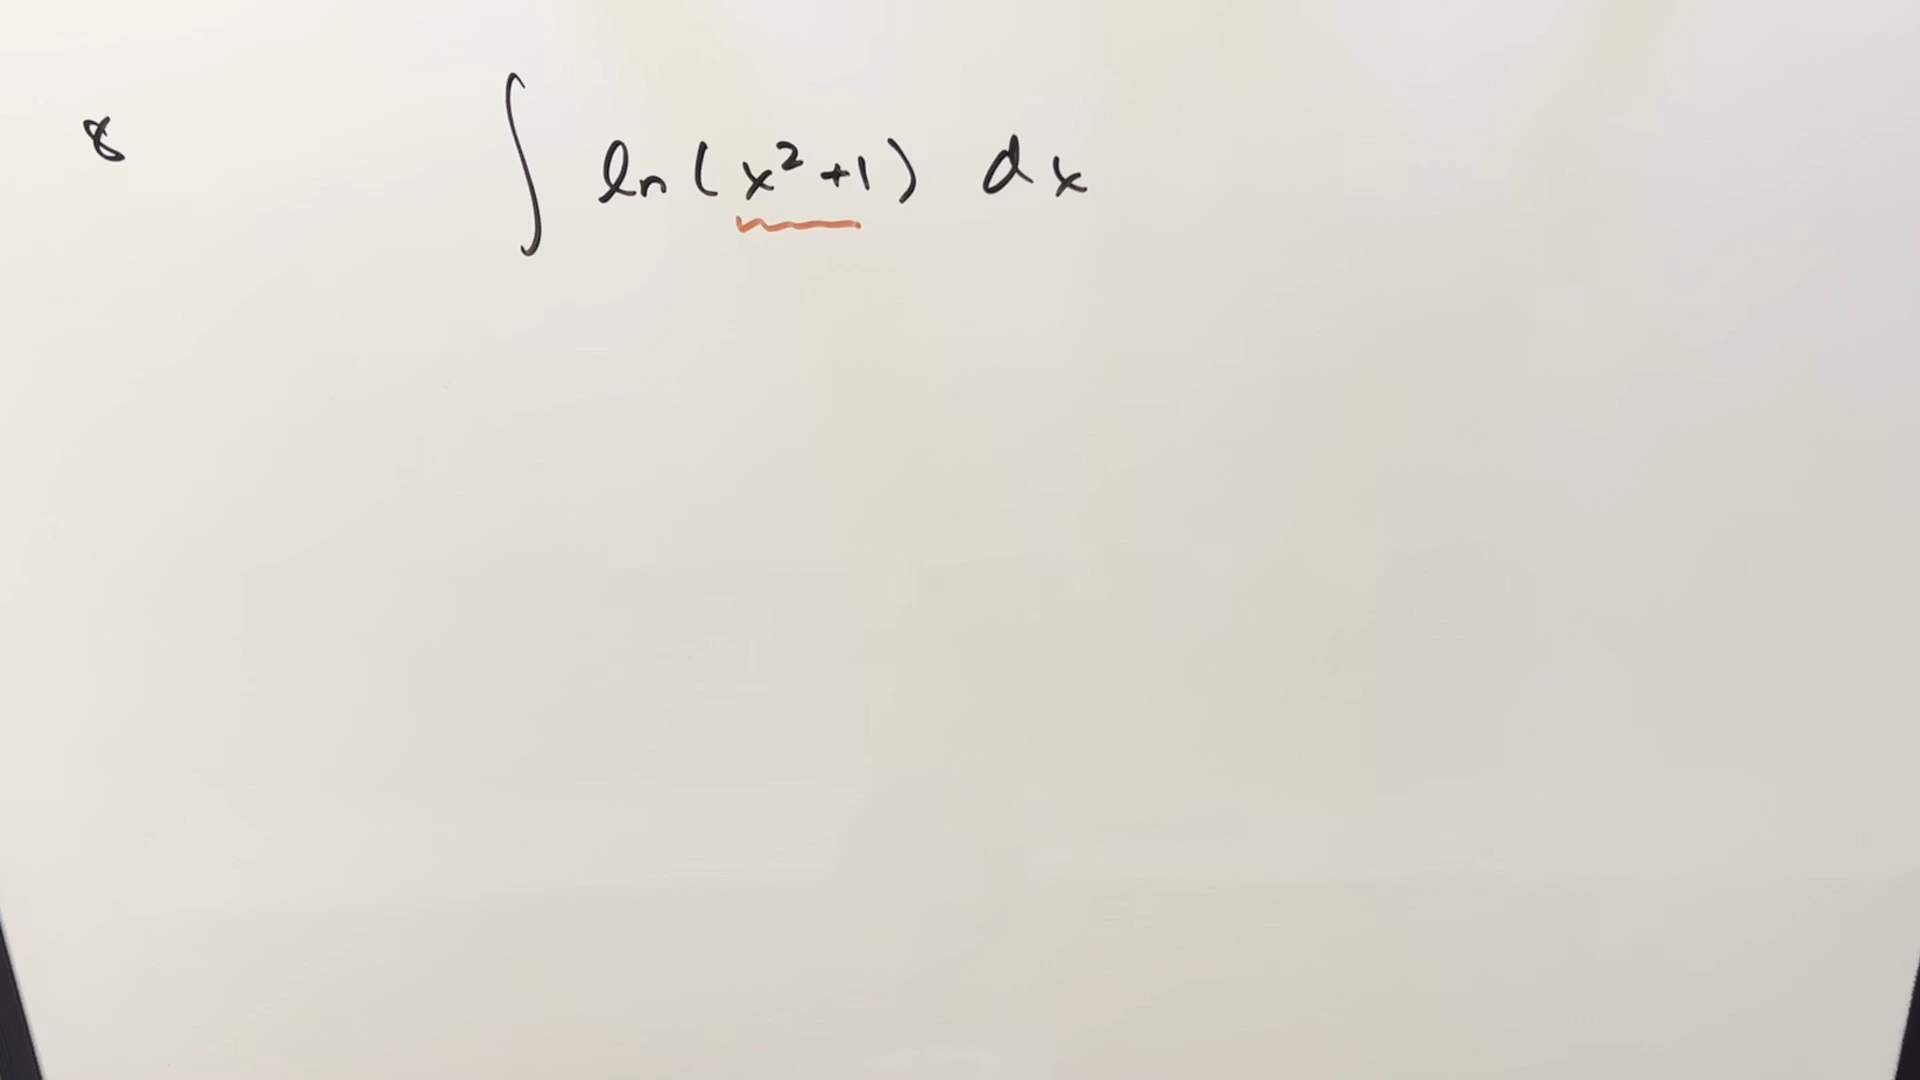 8
∫ ln(x²+1) dx